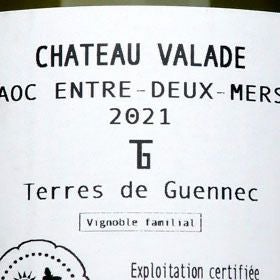 CHATEAU VALADE
AOC ENTRE-DEUX-MERS
2021
TG
Terres de Guennec
Vignoble familial
Exploitation certifiée